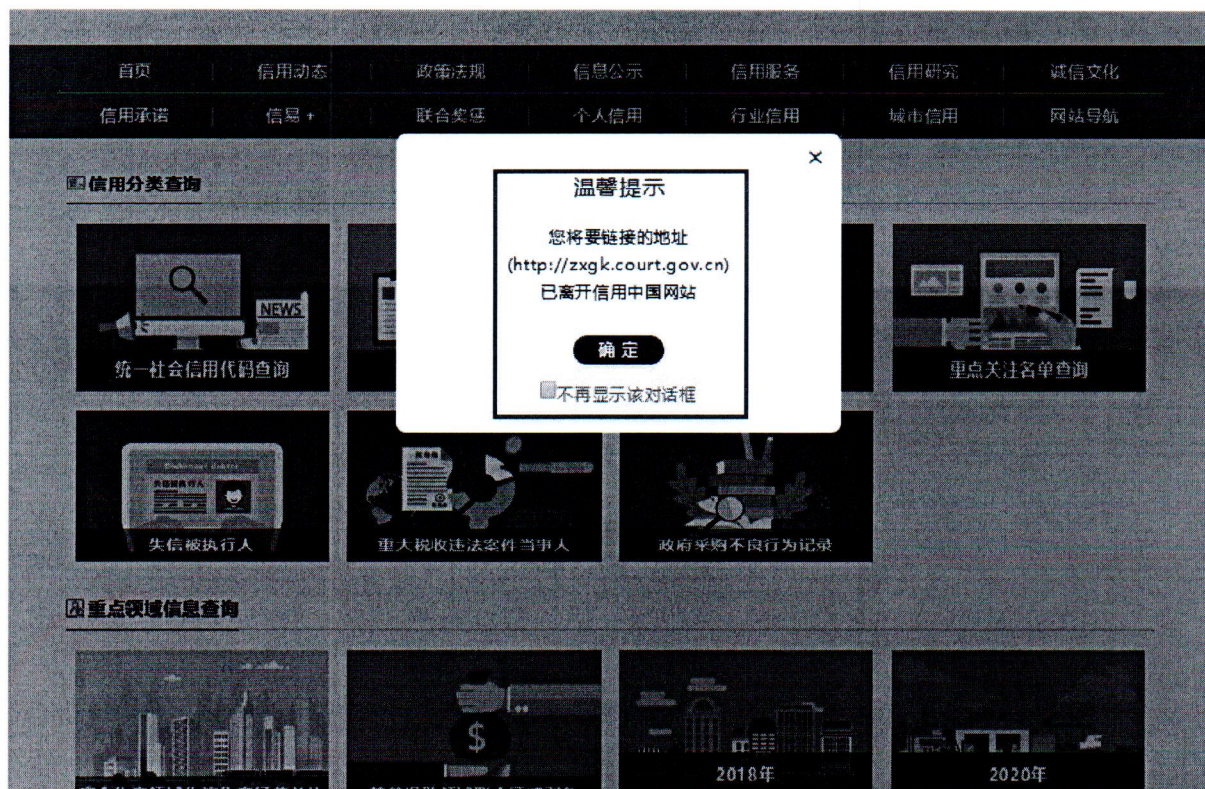 首页 信用动态 政策法规 信息公示 信用服务 信用研究 诚信文化
信用承诺 信易+ 联合奖惩 个人信用 行业信用 城市信用 网站导航
×
信用分类查询
温馨提示
您将要链接的地址
(http://zxgk.court.gov.cn)
已离开信用中国网站
确定
不再显示该对话框
NEWS
统一社会信用代码查询
重点关注名单查询
失信被执行人
重大税收违法案件当事人
政府采购不良行为记录
重点领域信息查询
$
2018年
2020年